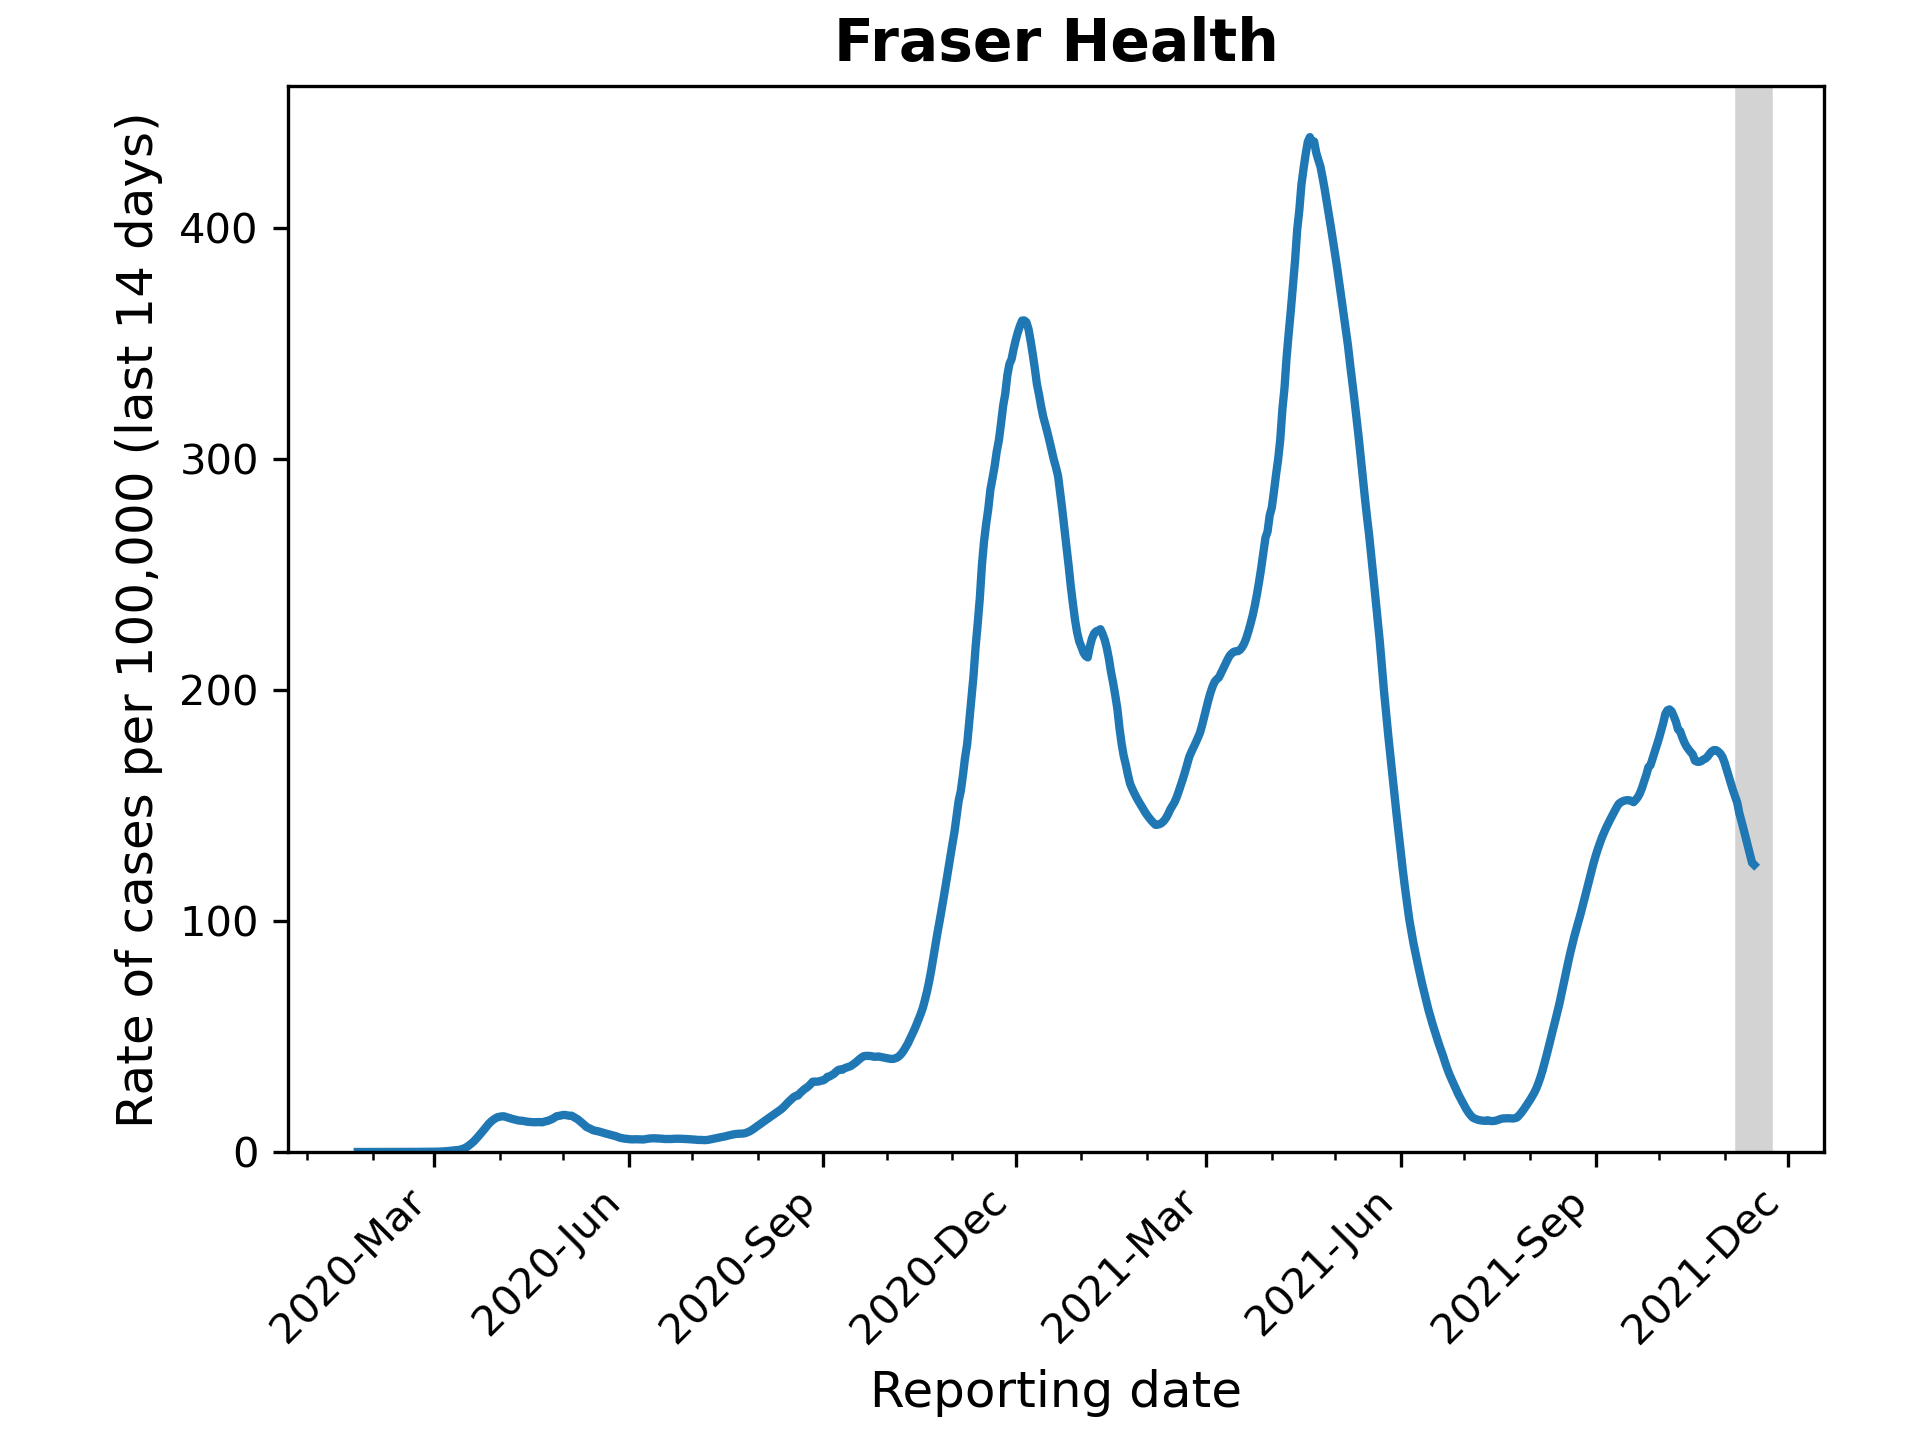 Fraser Health
Rate of cases per 100,000 (last 14 days)
400
300
200
100
0
2020-Mar
2020-Jun
2020-Sep
2020-Dec
2021-Mar
2021-Jun
2021-Sep
2021-Dec
Reporting date